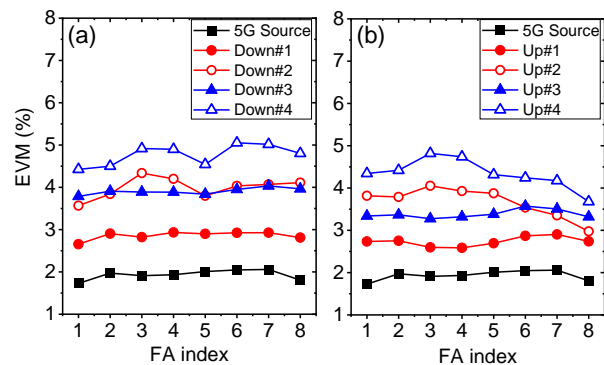 (a)
5G Source
Down#1
Down#2
Down#3
Down#4
EVM (%)
8
7
6
5
4
3
2
1
1 2 3 4 5 6 7 8
FA index
(b)
5G Source
Up#1
Up#2
Up#3
Up#4
8
7
6
5
4
3
2
1
1 2 3 4 5 6 7 8
FA index